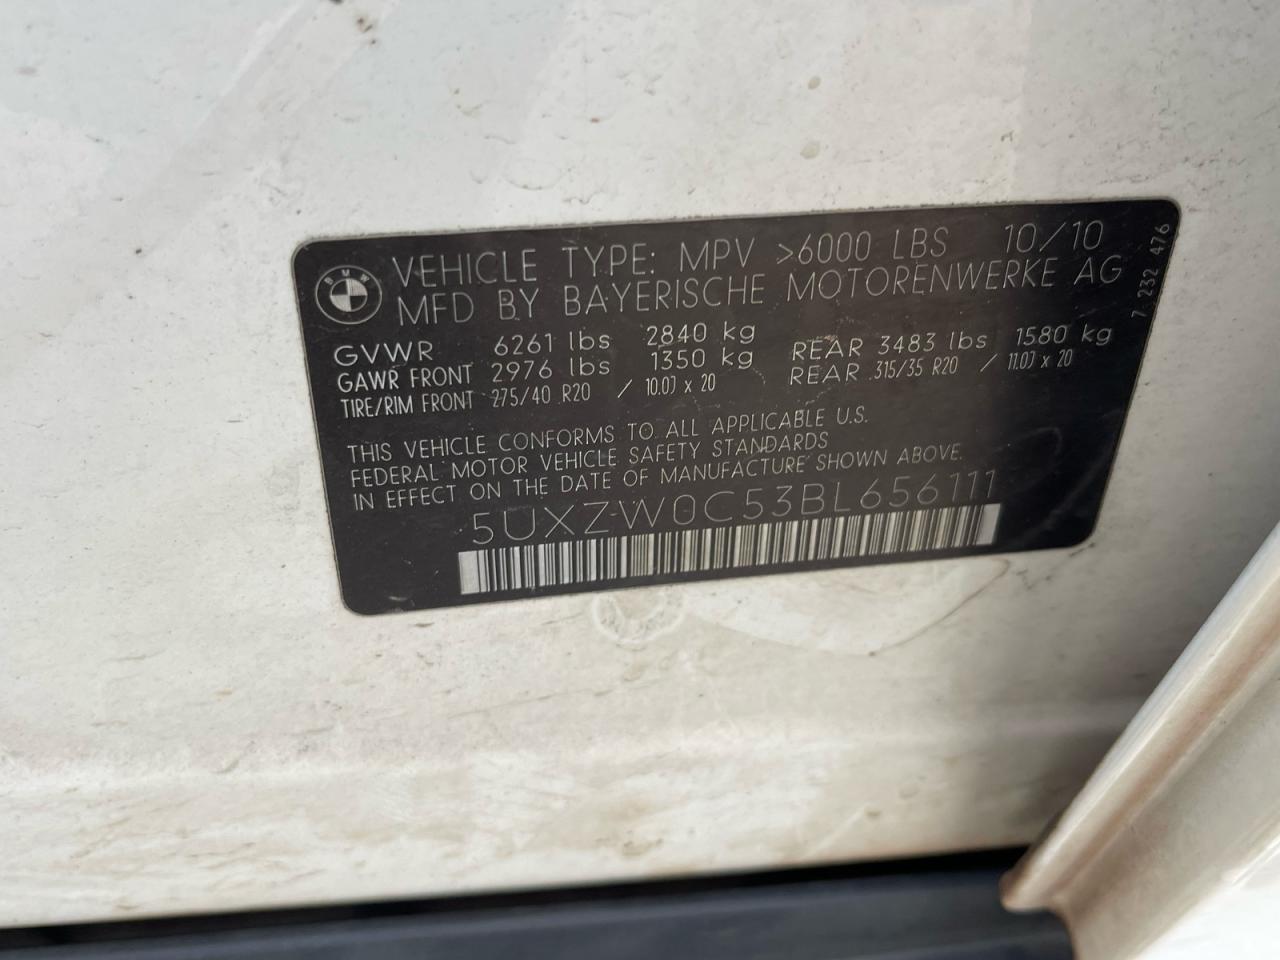 VEHICLE TYPE: MPV >6000 LBS 10/10
MFD BY BAYERISCHE MOTORENWERKE AG
GVWR 6261 lbs 2840 kg
GAWR FRONT 2976 lbs 1350 kg REAR 3483 lbs 1580 kg
TIRE/RIM FRONT 275/40 R20 / 10.0J x 20 REAR 315/35 R20 / 11.0J x 20
THIS VEHICLE CONFORMS TO ALL APPLICABLE U.S.
FEDERAL MOTOR VEHICLE SAFETY STANDARDS
IN EFFECT ON THE DATE OF MANUFACTURE SHOWN ABOVE.
5UXZW0C53BL656111
7 232 476
BMW